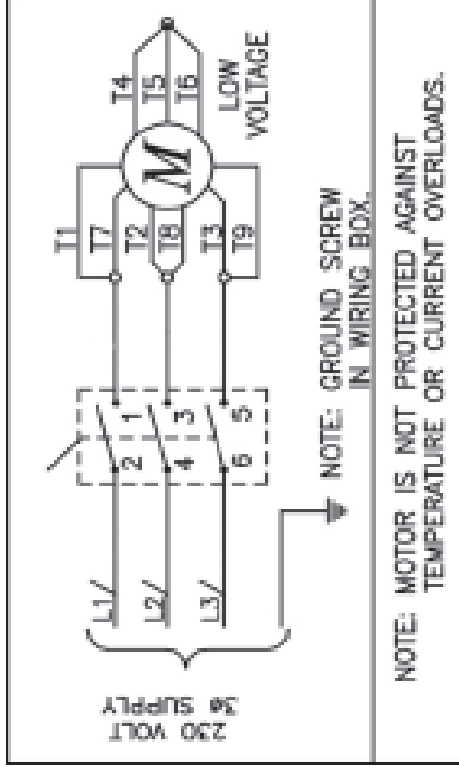 230 VOLT
3ø SUPPLY
L1
L2
L3
2
1
4
3
6
5
T1
T7
T2
T8
T3
T9
M
T4
T5
T6
LOW
VOLTAGE
NOTE: GROUND SCREW
IN WIRING BOX.
NOTE: MOTOR IS NOT PROTECTED AGAINST
TEMPERATURE OR CURRENT OVERLOADS.